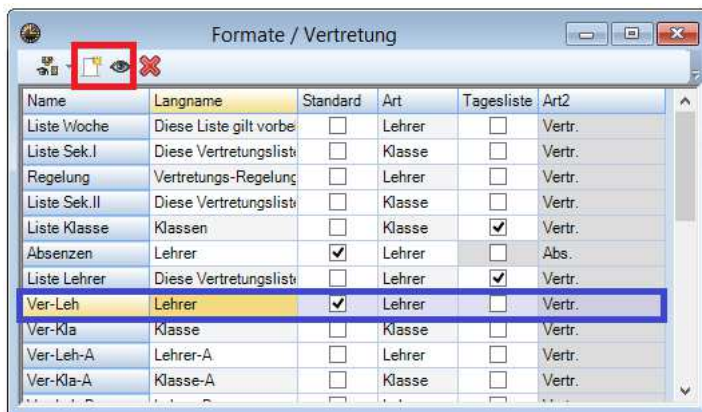 Formate / Vertretung
Name Langname Standard Art Tagesliste Art2
Liste Woche Diese Liste gilt vorbe Lehrer Vertr.
Liste Sek.I Diese Vertretungslist Klasse Vertr.
Regelung Vertretungs-Regelung Lehrer Vertr.
Liste Sek.II Diese Vertretungslist Klasse Vertr.
Liste Klasse Klassen Klasse Vertr.
Absenzen Lehrer Lehrer Abs.
Liste Lehrer Diese Vertretungslist Lehrer Vertr.
Ver-Leh Lehrer Lehrer Vertr.
Ver-Kla Klasse Klasse Vertr.
Ver-Leh-A Lehrer-A Lehrer Vertr.
Ver-Kla-A Klasse-A Klasse Vertr.